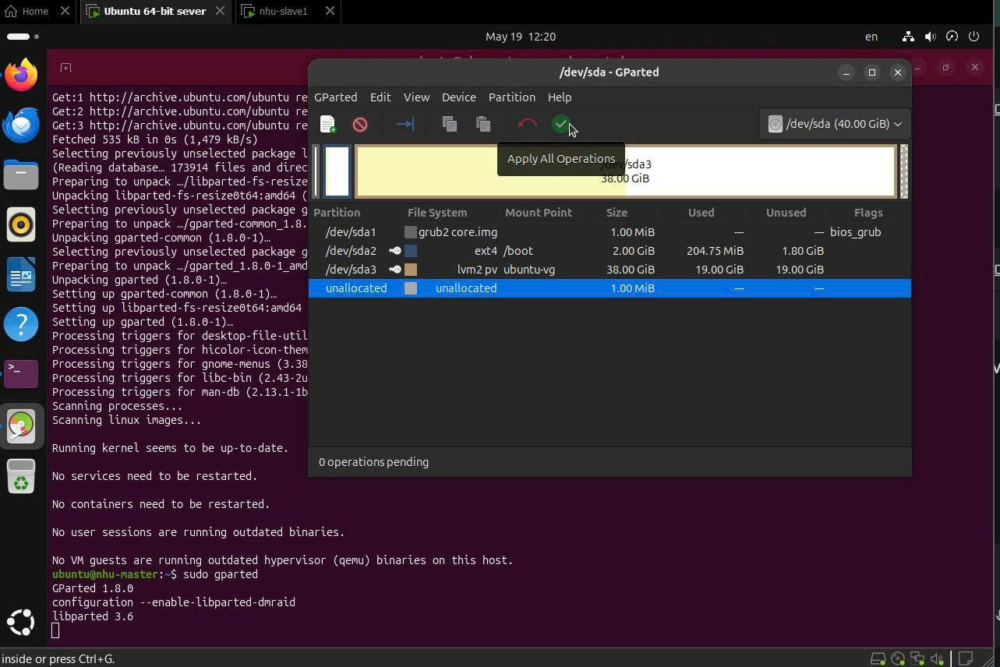 Home
Ubuntu 64-bit sever
nhu-slave1
May 19 12:20
en
/dev/sda - GParted
GParted Edit View Device Partition Help
/dev/sda (40.00 GiB)
Apply All Operations
/dev/sda3
38.00 GiB
Partition File System Mount Point Size Used Unused Flags
/dev/sda1 grub2 core.img 1.00 MiB --- --- bios_grub
/dev/sda2 ext4 /boot 2.00 GiB 204.75 MiB 1.80 GiB
/dev/sda3 lvm2 pv ubuntu-vg 38.00 GiB 19.00 GiB 19.00 GiB
unallocated unallocated 1.00 MiB --- ---
0 operations pending
Get:1 http://archive.ubuntu.com/ubuntu re
Get:2 http://archive.ubuntu.com/ubuntu re
Get:3 http://archive.ubuntu.com/ubuntu re
Fetched 535 kB in 0s (1,479 kB/s)
Selecting previously unselected package l
(Reading database… 173914 files and direc
Preparing to unpack …/libparted-fs-resize
Unpacking libparted-fs-resize0t64:amd64 (
Selecting previously unselected package g
Preparing to unpack …/gparted-common_1.8.
Unpacking gparted-common (1.8.0-1)…
Selecting previously unselected package g
Preparing to unpack …/gparted_1.8.0-1_amd
Unpacking gparted (1.8.0-1)…
Setting up gparted-common (1.8.0-1)…
Setting up libparted-fs-resize0t64:amd64
Setting up gparted (1.8.0-1)…
Processing triggers for desktop-file-util
Processing triggers for hicolor-icon-them
Processing triggers for gnome-menus (3.38
Processing triggers for libc-bin (2.43-2u
Processing triggers for man-db (2.13.1-1b
Scanning processes...
Scanning linux images...
Running kernel seems to be up-to-date.
No services need to be restarted.
No containers need to be restarted.
No user sessions are running outdated binaries.
No VM guests are running outdated hypervisor (qemu) binaries on this host.
ubuntu@nhu-master:~$ sudo gparted
GParted 1.8.0
configuration --enable-libparted-dmraid
libparted 3.6
inside or press Ctrl+G.